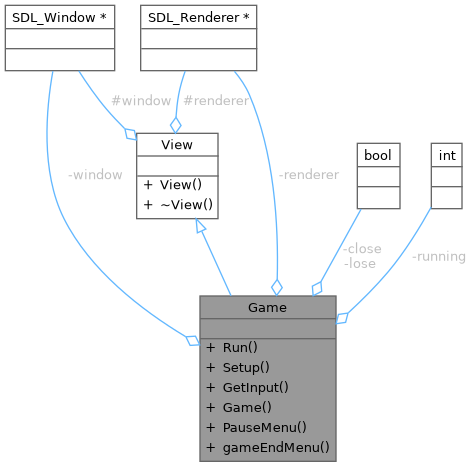 SDL_Window *
SDL_Renderer *
#window
#renderer
View
+ View()
+ ~View()
bool
int
-window
-renderer
-close
-lose
-running
Game
+ Run()
+ Setup()
+ GetInput()
+ Game()
+ PauseMenu()
+ gameEndMenu()